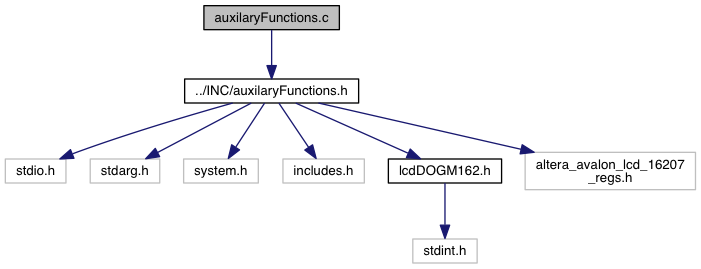 auxilaryFunctions.c
../INC/auxilaryFunctions.h
stdio.h
stdarg.h
system.h
includes.h
lcdDOGM162.h
altera_avalon_lcd_16207
_regs.h
stdint.h